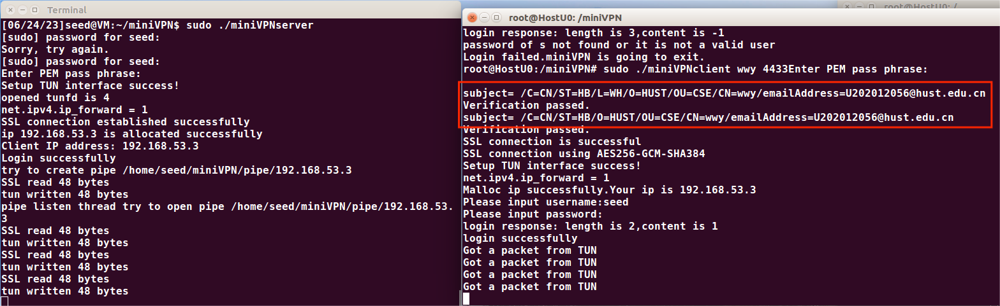 Terminal
[06/24/23]seed@VM:~/miniVPN$ sudo ./miniVPNserver
[sudo] password for seed:
Sorry, try again.
[sudo] password for seed:
Enter PEM pass phrase:
Setup TUN interface success!
opened tunfd is 4
net.ipv4.ip_forward = 1
SSL connection established successfully
ip 192.168.53.3 is allocated successfully
Client IP address: 192.168.53.3
Login successfully
try to create pipe /home/seed/miniVPN/pipe/192.168.53.3
SSL read 48 bytes
tun written 48 bytes
pipe listen thread try to open pipe /home/seed/miniVPN/pipe/192.168.53.
3
SSL read 48 bytes
tun written 48 bytes
SSL read 48 bytes
tun written 48 bytes
SSL read 48 bytes
tun written 48 bytes
root@HostU0: /
root@HostU0: /miniVPN
login response: length is 3,content is -1
password of s not found or it is not a valid user
Login failed.miniVPN is going to exit.
root@HostU0:/miniVPN# sudo ./miniVPNclient wwy 4433Enter PEM pass phrase:
subject= /C=CN/ST=HB/L=WH/O=HUST/OU=CSE/CN=wwy/emailAddress=U202012056@hust.edu.cn
Verification passed.
subject= /C=CN/ST=HB/O=HUST/OU=CSE/CN=wwy/emailAddress=U202012056@hust.edu.cn
Verification passed.
SSL connection is successful
SSL connection using AES256-GCM-SHA384
Setup TUN interface success!
net.ipv4.ip_forward = 1
Malloc ip successfully.Your ip is 192.168.53.3
Please input username:seed
Please input password:
login response: length is 2,content is 1
login successfully
Got a packet from TUN
Got a packet from TUN
Got a packet from TUN
Got a packet from TUN